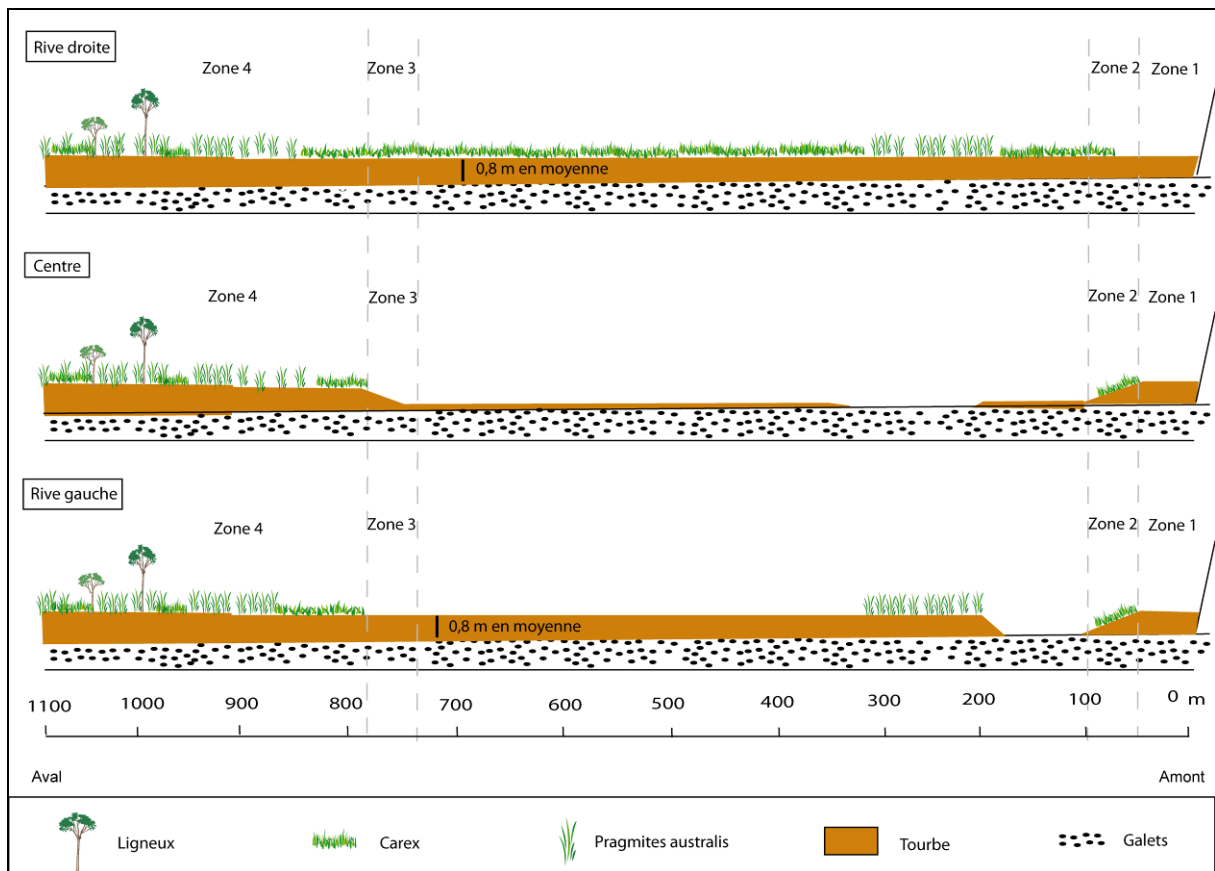 Rive droite
Zone 4
Zone 3
Zone 2
Zone 1
0,8 m en moyenne
Centre
Zone 4
Zone 3
Zone 2
Zone 1
Rive gauche
Zone 4
Zone 3
Zone 2
Zone 1
0,8 m en moyenne
1100 1000 900 800 700 600 500 400 300 200 100 0 m
Aval Amont
Ligneux Carex Pragmites australis Tourbe Galets